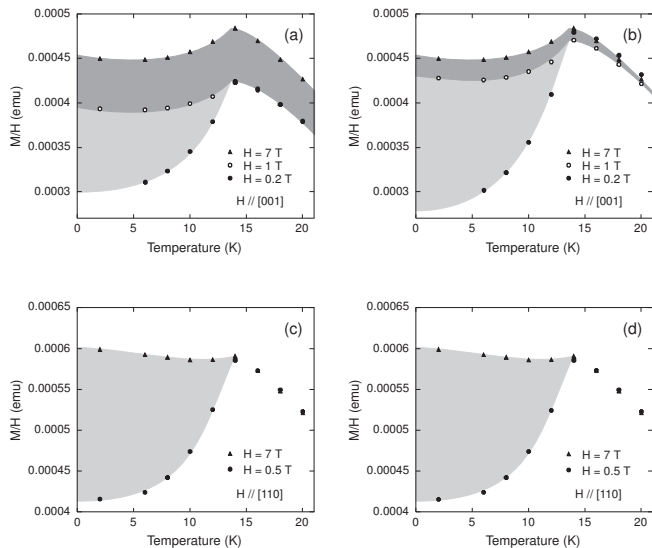 0.0005
0.00045
0.0004
0.00035
0.0003
M/H (emu)
(a)
H = 7 T
H = 1 T
H = 0.2 T
H // [001]
0 5 10 15 20
Temperature (K)
0.0005
0.00045
0.0004
0.00035
0.0003
M/H (emu)
(b)
H = 7 T
H = 1 T
H = 0.2 T
H // [001]
0 5 10 15 20
Temperature (K)
0.00065
0.0006
0.00055
0.0005
0.00045
0.0004
M/H (emu)
(c)
H = 7 T
H = 0.5 T
H // [110]
0 5 10 15 20
Temperature (K)
0.00065
0.0006
0.00055
0.0005
0.00045
0.0004
M/H (emu)
(d)
H = 7 T
H = 0.5 T
H // [110]
0 5 10 15 20
Temperature (K)